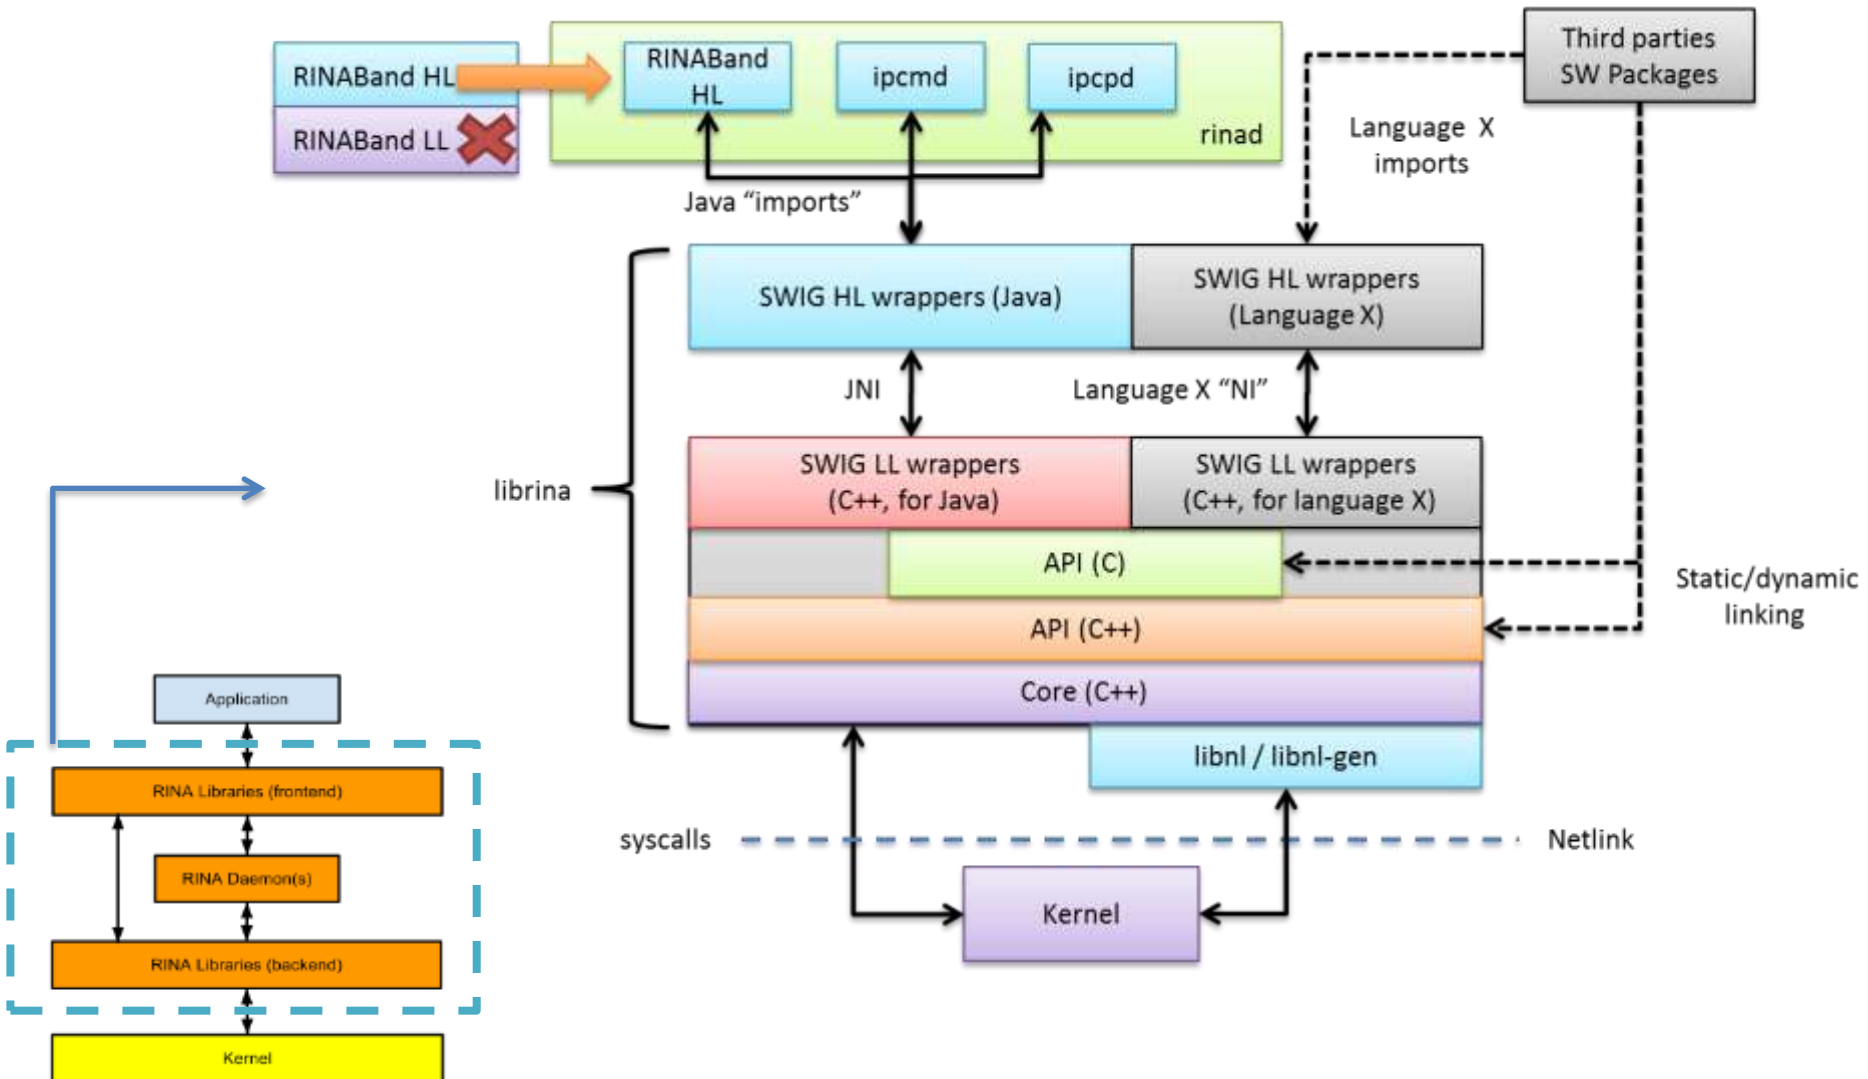 RINABand HL
RINABand LL
RINABand
HL
ipcmd
ipcpd
rinad
Third parties
SW Packages
Language X
imports
Java “imports”
SWIG HL wrappers (Java)
SWIG HL wrappers
(Language X)
JNI
Language X “NI”
librina
SWIG LL wrappers
(C++, for Java)
SWIG LL wrappers
(C++, for language X)
API (C)
Static/dynamic
linking
API (C++)
Core (C++)
libnl / libnl-gen
syscalls
Netlink
Kernel
Application
RINA Libraries (frontend)
RINA Daemon(s)
RINA Libraries (backend)
Kernel